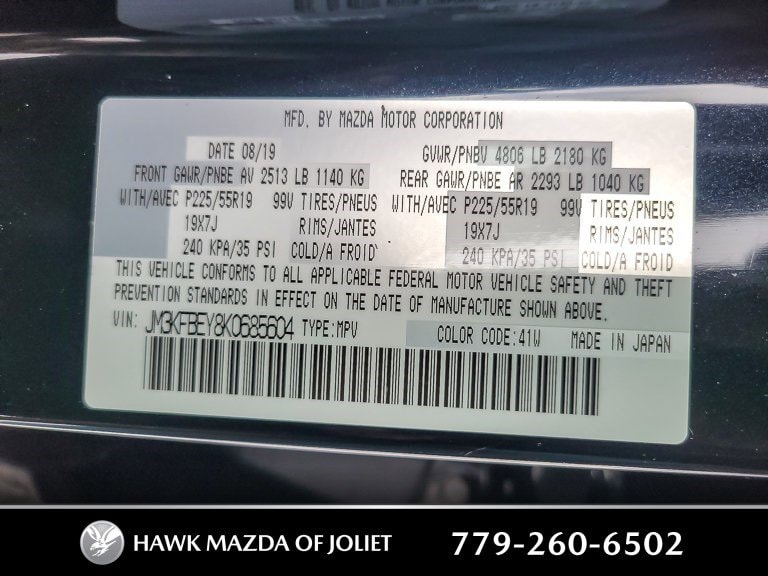 MFD. BY MAZDA MOTOR CORPORATION
DATE 08/19 GVWR/PNBV 4806 LB 2180 KG
FRONT GAWR/PNBE AV 2513 LB 1140 KG REAR GAWR/PNBE AR 2293 LB 1040 KG
WITH/AVEC P225/55R19 99V TIRES/PNEUS WITH/AVEC P225/55R19 99V TIRES/PNEUS
19X7J RIMS/JANTES 19X7J RIMS/JANTES
240 KPA/35 PSI COLD/A FROID 240 KPA/35 PSI COLD/A FROID
THIS VEHICLE CONFORMS TO ALL APPLICABLE FEDERAL MOTOR VEHICLE SAFETY AND THEFT
PREVENTION STANDARDS IN EFFECT ON THE DATE OF MANUFACTURE SHOWN ABOVE.
VIN: JM3KFBEY8K0685604 TYPE:MPV COLOR CODE:41W MADE IN JAPAN
HAWK MAZDA OF JOLIET 779-260-6502